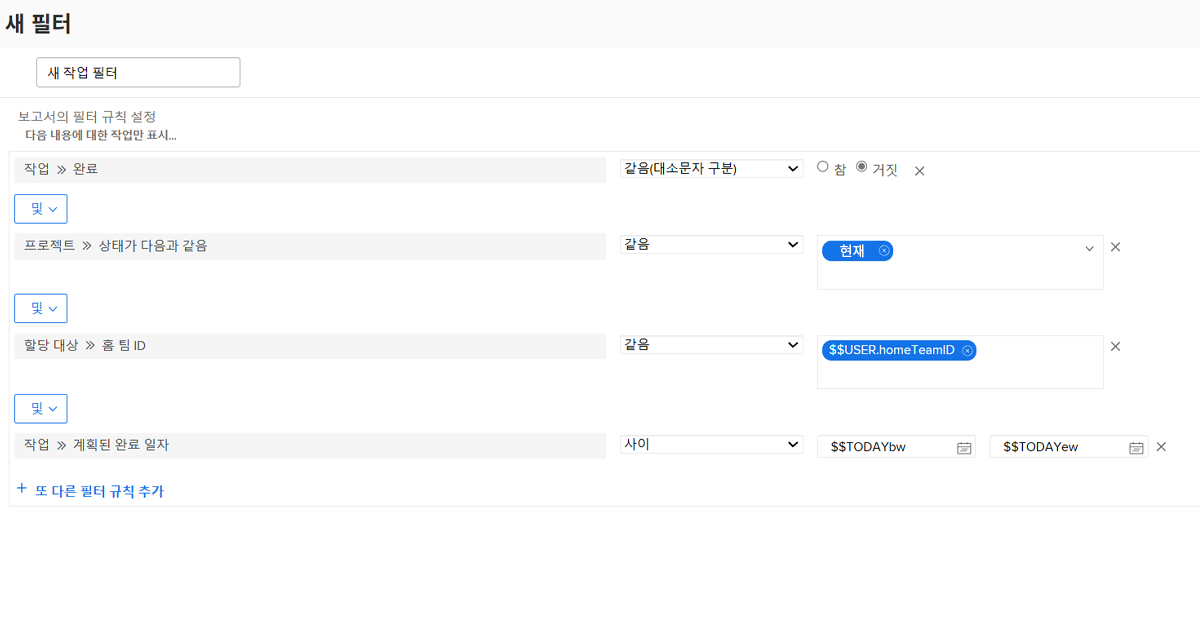 새 필터
새 작업 필터
보고서의 필터 규칙 설정
다음 내용에 대한 작업만 표시...
작업 » 완료 같음(대소문자 구분) 참 거짓
및
프로젝트 » 상태가 다음과 같음 같음 현재
및
할당 대상 » 홈 팀 ID 같음 $$USER.homeTeamID
및
작업 » 계획된 완료 일자 사이 $$TODAYbw $$TODAYew
+ 또 다른 필터 규칙 추가